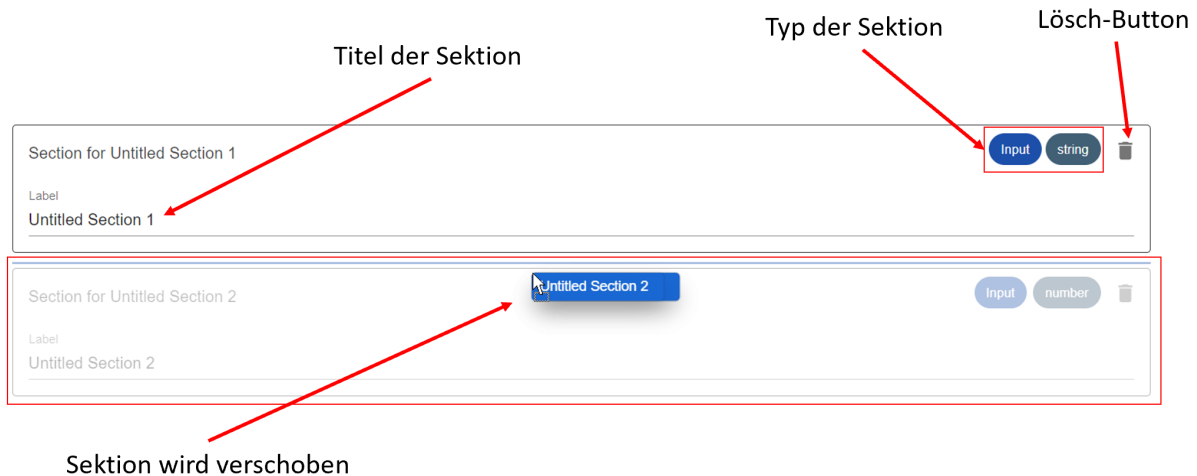 Lösch-Button
Typ der Sektion
Titel der Sektion
Section for Untitled Section 1
Input string
Label
Untitled Section 1
Untitled Section 2
Section for Untitled Section 2
Input number
Label
Untitled Section 2
Sektion wird verschoben